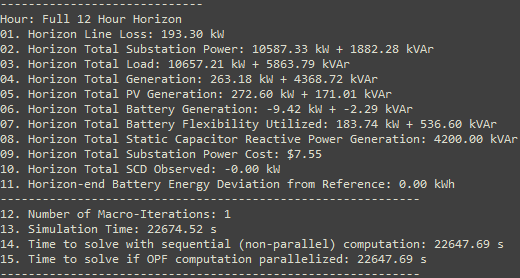 -----------------------------
Hour: Full 12 Hour Horizon
01. Horizon Line Loss: 193.30 kW
02. Horizon Total Substation Power: 10587.33 kW + 1882.28 kVAr
03. Horizon Total Load: 10657.21 kW + 5863.79 kVAr
04. Horizon Total Generation: 263.18 kW + 4368.72 kVAr
05. Horizon Total PV Generation: 272.60 kW + 171.01 kVAr
06. Horizon Total Battery Generation: -9.42 kW + -2.29 kVAr
07. Horizon Total Battery Flexibility Utilized: 183.74 kW + 536.60 kVAr
08. Horizon Total Static Capacitor Reactive Power Generation: 4200.00 kVAr
09. Horizon Total Substation Power Cost: $7.55
10. Horizon Total SCD Observed: -0.00 kW
11. Horizon-end Battery Energy Deviation from Reference: 0.00 kWh
------------------------------------------------------------
12. Number of Macro-Iterations: 1
13. Simulation Time: 22674.52 s
14. Time to solve with sequential (non-parallel) computation: 22647.69 s
15. Time to solve if OPF computation parallelized: 22647.69 s
------------------------------------------------------------